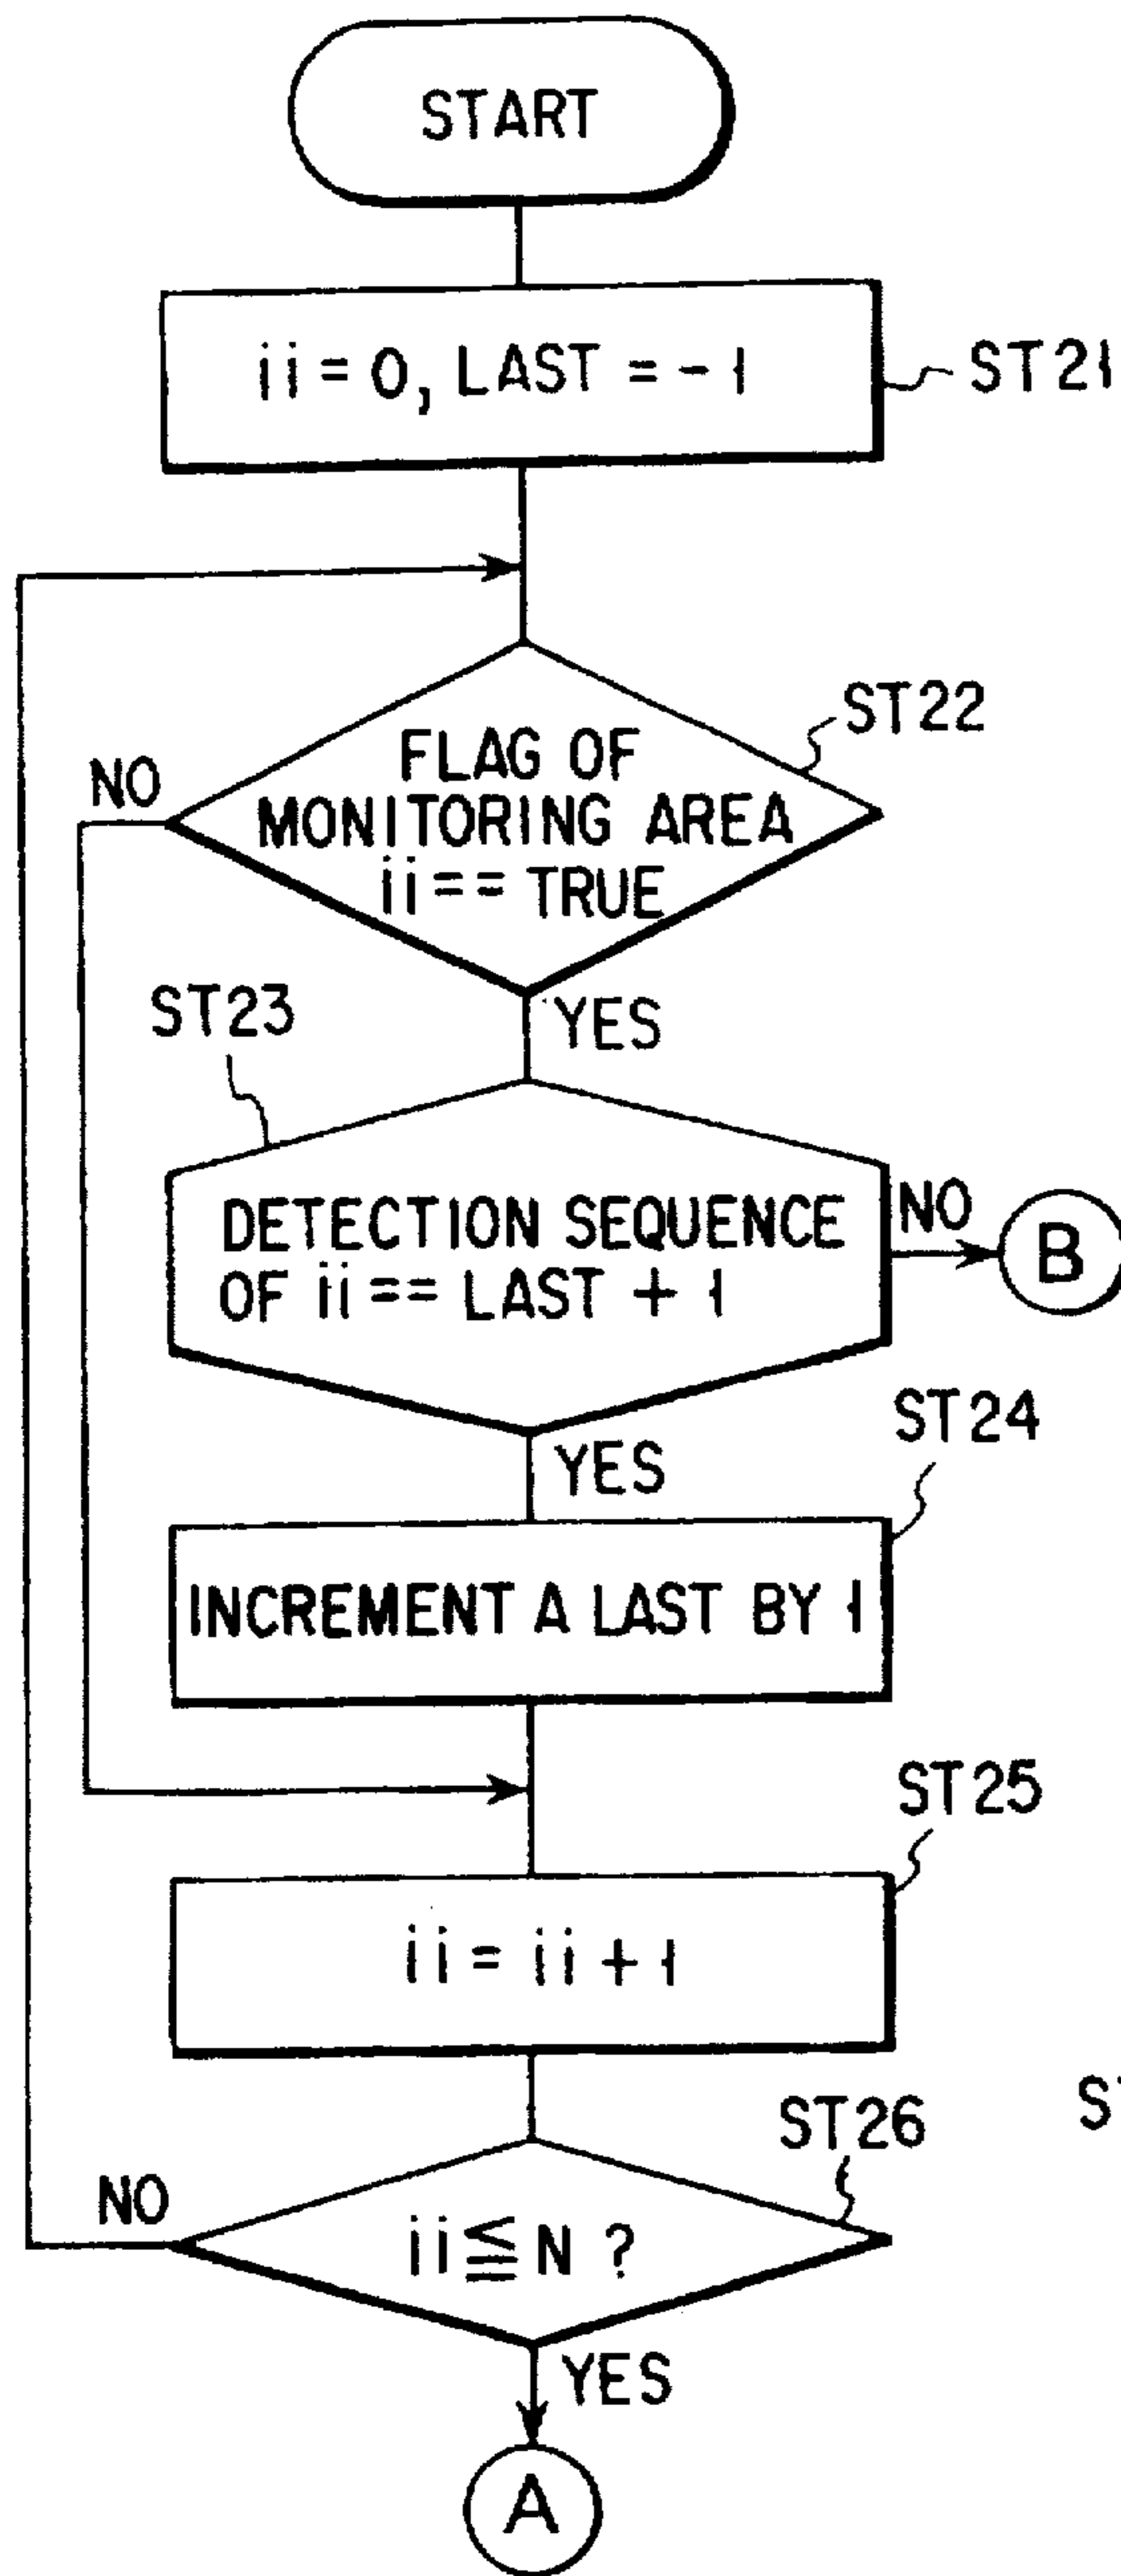 START
ii = 0, LAST = -1
ST21
ST22
FLAG OF
MONITORING AREA
ii == TRUE
NO
YES
ST23
DETECTION SEQUENCE
OF ii == LAST + 1
NO
B
YES
ST24
INCREMENT A LAST BY 1
ST25
ii = ii + 1
ST26
NO
ii ≦ N ?
YES
A